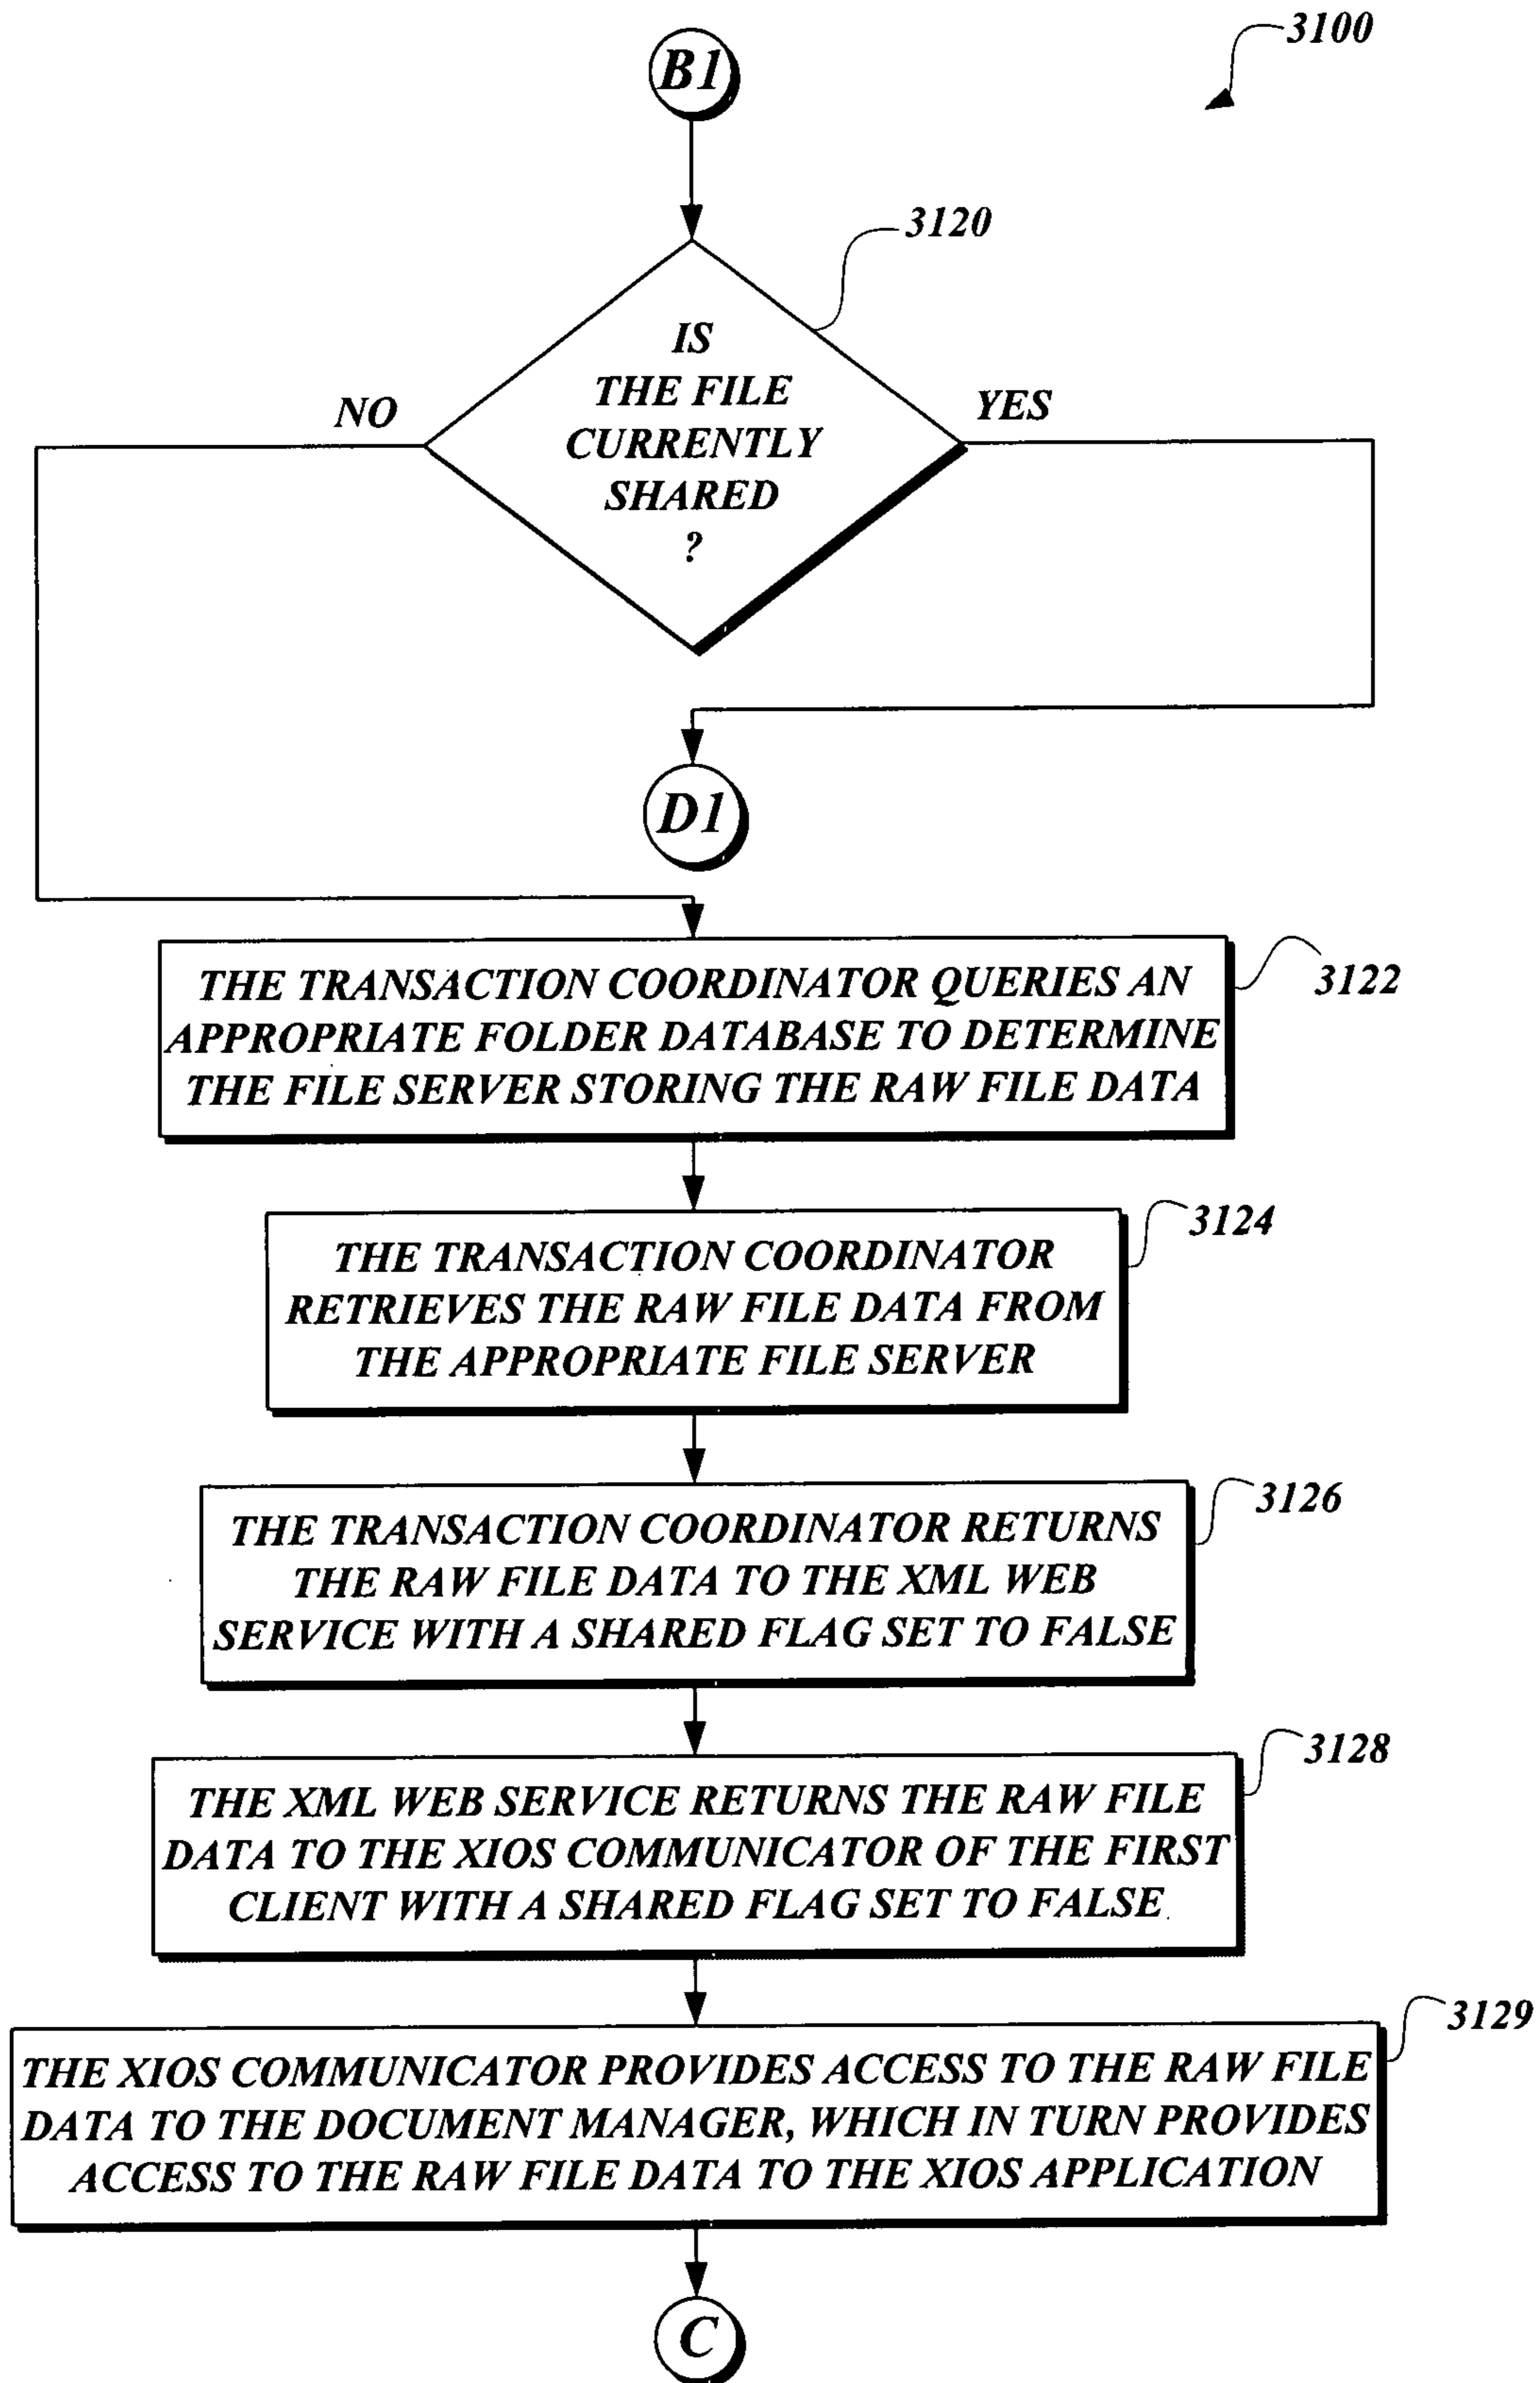 3100
B1
3120
IS
THE FILE
CURRENTLY
SHARED
?
NO
YES
D1
THE TRANSACTION COORDINATOR QUERIES AN
APPROPRIATE FOLDER DATABASE TO DETERMINE
THE FILE SERVER STORING THE RAW FILE DATA
3122
THE TRANSACTION COORDINATOR
RETRIEVES THE RAW FILE DATA FROM
THE APPROPRIATE FILE SERVER
3124
THE TRANSACTION COORDINATOR RETURNS
THE RAW FILE DATA TO THE XML WEB
SERVICE WITH A SHARED FLAG SET TO FALSE
3126
THE XML WEB SERVICE RETURNS THE RAW FILE
DATA TO THE XIOS COMMUNICATOR OF THE FIRST
CLIENT WITH A SHARED FLAG SET TO FALSE
3128
THE XIOS COMMUNICATOR PROVIDES ACCESS TO THE RAW FILE
DATA TO THE DOCUMENT MANAGER, WHICH IN TURN PROVIDES
ACCESS TO THE RAW FILE DATA TO THE XIOS APPLICATION
3129
C